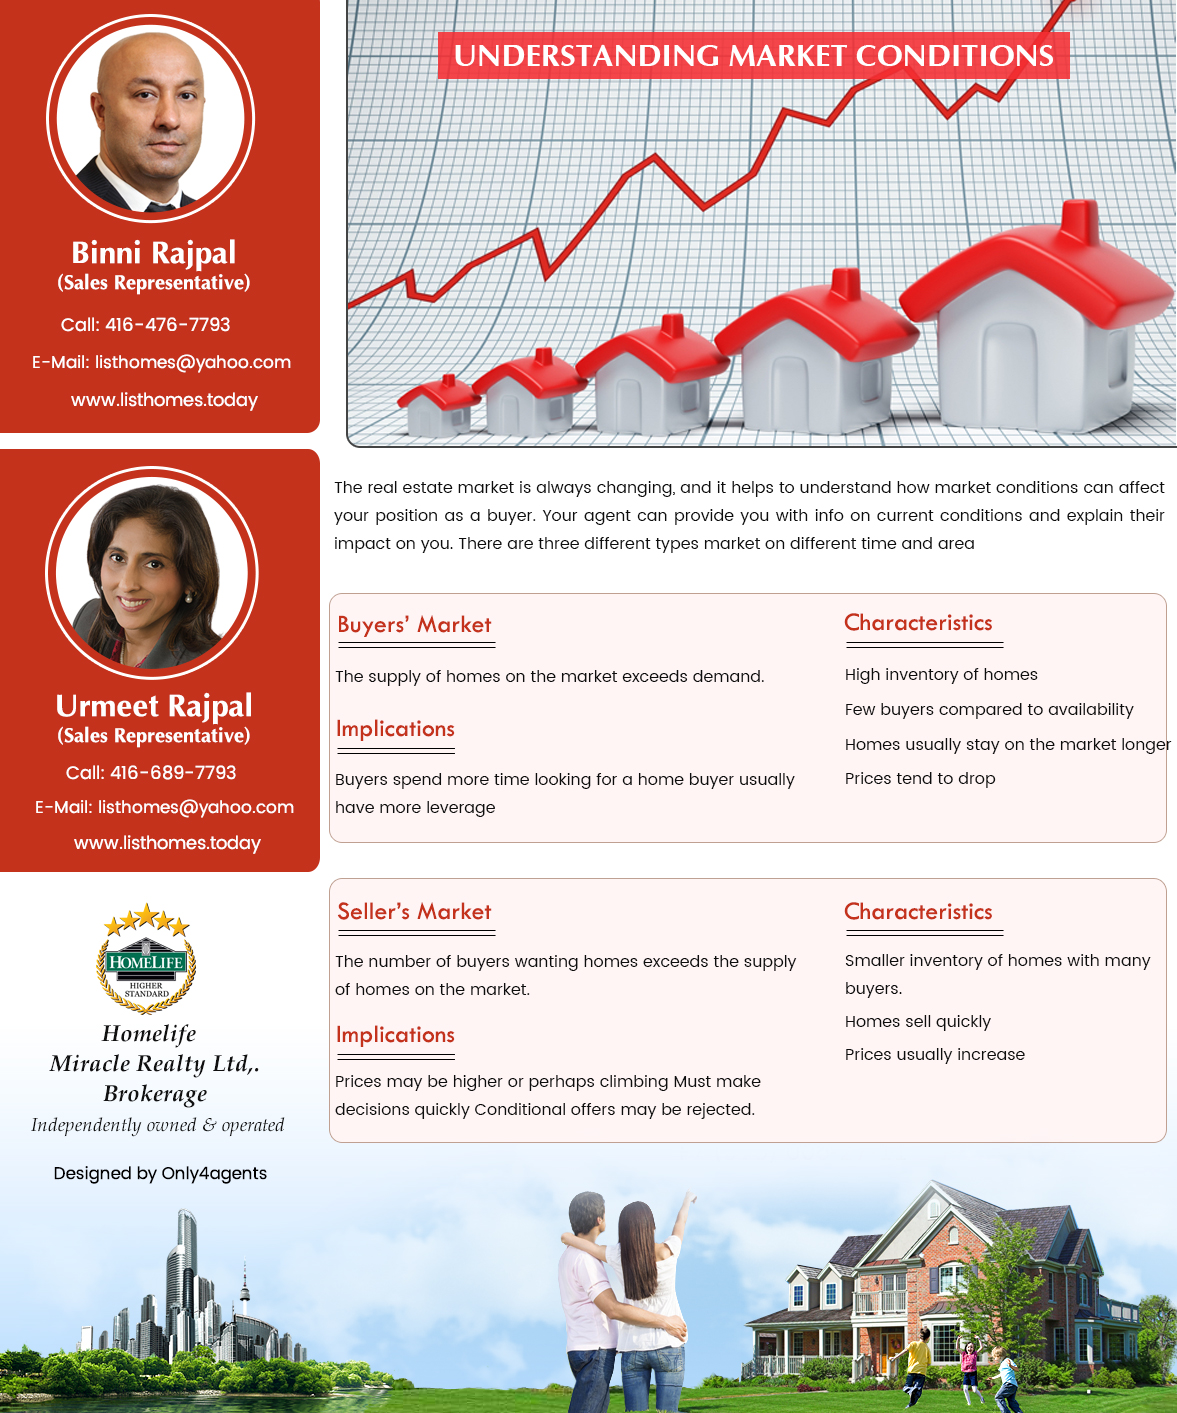 Binni Rajpal
(Sales Representative)
Call: 416-476-7793
E-Mail: listhomes@yahoo.com
www.listhomes.today
Urmeet Rajpal
(Sales Representative)
Call: 416-689-7793
E-Mail: listhomes@yahoo.com
www.listhomes.today
HOMELIFE
HIGHER
STANDARD
Homelife
Miracle Realty Ltd,.
Brokerage
Independently owned & operated
Designed by Only4agents
UNDERSTANDING MARKET CONDITIONS
The real estate market is always changing, and it helps to understand how market conditions can affect
your position as a buyer. Your agent can provide you with info on current conditions and explain their
impact on you. There are three different types market on different time and area
Buyers' Market
The supply of homes on the market exceeds demand.
Implications
Buyers spend more time looking for a home buyer usually
have more leverage
Characteristics
High inventory of homes
Few buyers compared to availability
Homes usually stay on the market longer
Prices tend to drop
Seller's Market
The number of buyers wanting homes exceeds the supply
of homes on the market.
Implications
Prices may be higher or perhaps climbing Must make
decisions quickly Conditional offers may be rejected.
Characteristics
Smaller inventory of homes with many
buyers.
Homes sell quickly
Prices usually increase